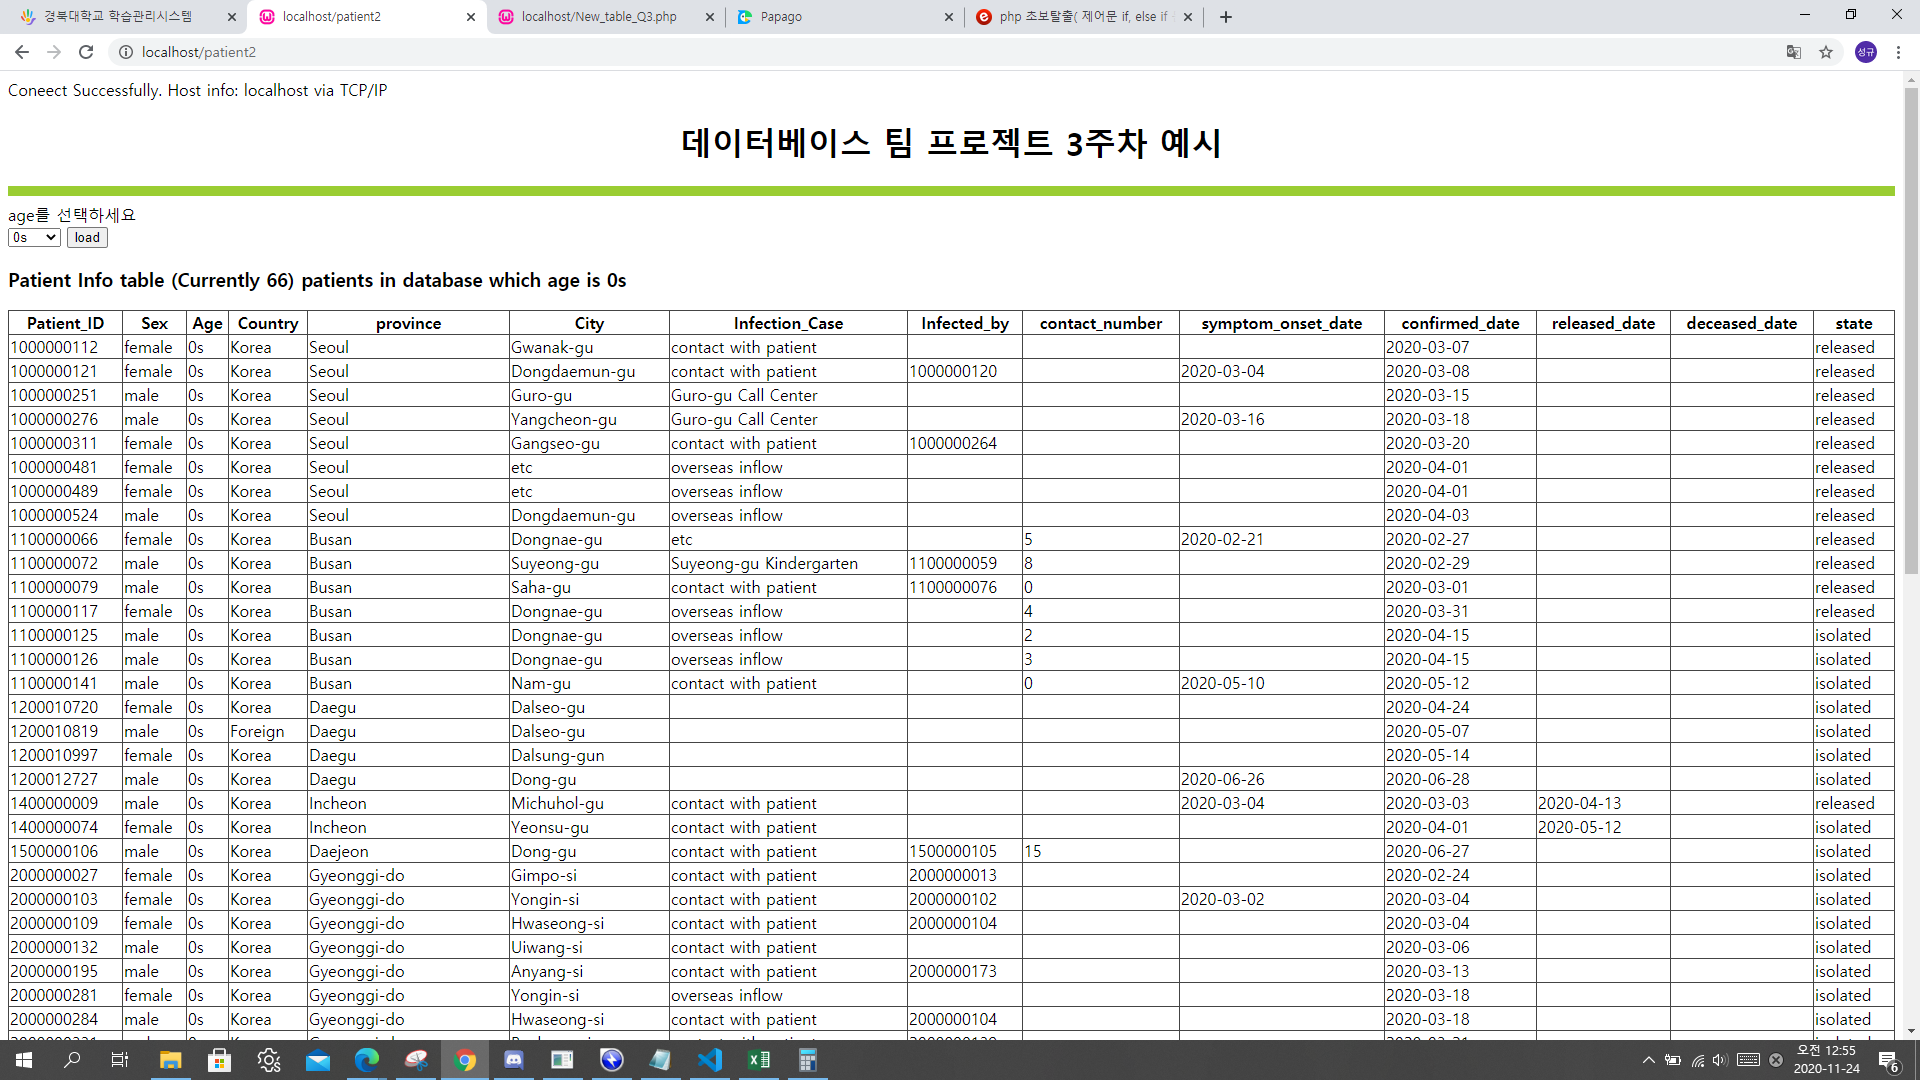 경북대학교 학습관리시스템
localhost/patient2
localhost/New_table_Q3.php
Papago
php 초보탈출( 제어문 if, else if
localhost/patient2
성규
Coneect Successfully. Host info: localhost via TCP/IP
데이터베이스 팀 프로젝트 3주차 예시
age를 선택하세요
0s load
Patient Info table (Currently 66) patients in database which age is 0s
Patient_ID Sex Age Country province City Infection_Case Infected_by contact_number symptom_onset_date confirmed_date released_date deceased_date state
1000000112 female 0s Korea Seoul Gwanak-gu contact with patient 2020-03-07 released
1000000121 female 0s Korea Seoul Dongdaemun-gu contact with patient 1000000120 2020-03-04 2020-03-08 released
1000000251 male 0s Korea Seoul Guro-gu Guro-gu Call Center 2020-03-15 released
1000000276 male 0s Korea Seoul Yangcheon-gu Guro-gu Call Center 2020-03-16 2020-03-18 released
1000000311 female 0s Korea Seoul Gangseo-gu contact with patient 1000000264 2020-03-20 released
1000000481 female 0s Korea Seoul etc overseas inflow 2020-04-01 released
1000000489 female 0s Korea Seoul etc overseas inflow 2020-04-01 released
1000000524 male 0s Korea Seoul Dongdaemun-gu overseas inflow 2020-04-03 released
1100000066 female 0s Korea Busan Dongnae-gu etc 5 2020-02-21 2020-02-27 released
1100000072 male 0s Korea Busan Suyeong-gu Suyeong-gu Kindergarten 1100000059 8 2020-02-29 released
1100000079 male 0s Korea Busan Saha-gu contact with patient 1100000076 0 2020-03-01 released
1100000117 female 0s Korea Busan Dongnae-gu overseas inflow 4 2020-03-31 released
1100000125 male 0s Korea Busan Dongnae-gu overseas inflow 2 2020-04-15 isolated
1100000126 male 0s Korea Busan Dongnae-gu overseas inflow 3 2020-04-15 isolated
1100000141 male 0s Korea Busan Nam-gu contact with patient 0 2020-05-10 2020-05-12 isolated
1200010720 female 0s Korea Daegu Dalseo-gu 2020-04-24 isolated
1200010819 male 0s Foreign Daegu Dalseo-gu 2020-05-07 isolated
1200010997 female 0s Korea Daegu Dalsung-gun 2020-05-14 isolated
1200012727 male 0s Korea Daegu Dong-gu 2020-06-26 2020-06-28 isolated
1400000009 male 0s Korea Incheon Michuhol-gu contact with patient 2020-03-04 2020-03-03 2020-04-13 released
1400000074 female 0s Korea Incheon Yeonsu-gu contact with patient 2020-04-01 2020-05-12 isolated
1500000106 male 0s Korea Daejeon Dong-gu contact with patient 1500000105 15 2020-06-27 isolated
2000000027 female 0s Korea Gyeonggi-do Gimpo-si contact with patient 2000000013 2020-02-24 isolated
2000000103 female 0s Korea Gyeonggi-do Yongin-si contact with patient 2000000102 2020-03-02 2020-03-04 isolated
2000000109 female 0s Korea Gyeonggi-do Hwaseong-si contact with patient 2000000104 2020-03-04 isolated
2000000132 male 0s Korea Gyeonggi-do Uiwang-si contact with patient 2020-03-06 isolated
2000000195 male 0s Korea Gyeonggi-do Anyang-si contact with patient 2000000173 2020-03-13 isolated
2000000281 female 0s Korea Gyeonggi-do Yongin-si overseas inflow 2020-03-18 isolated
2000000284 male 0s Korea Gyeonggi-do Hwaseong-si contact with patient 2000000104 2020-03-18 isolated
오전 12:55
2020-11-24
6